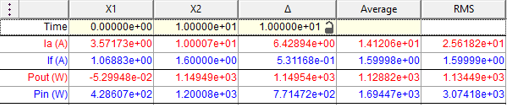 X1 X2 Δ Average RMS
Time 0.00000e+00 1.00000e+01 1.00000e+01
Ia (A) 3.57173e+00 1.00007e+01 6.42894e+00 1.41206e+01 2.56182e+01
If (A) 1.06883e+00 1.60000e+00 5.31168e-01 1.59998e+00 1.59999e+00
Pout (W) -5.29948e-02 1.14949e+03 1.14954e+03 1.12882e+03 1.13449e+03
Pin (W) 4.28607e+02 1.20008e+03 7.71472e+02 1.69447e+03 3.07418e+03